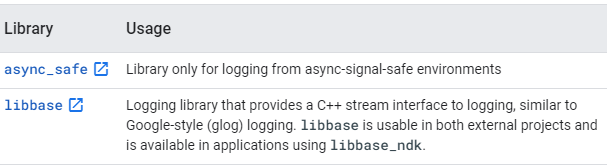 Library Usage
async_safe Library only for logging from async-signal-safe environments
libbase Logging library that provides a C++ stream interface to logging, similar to
Google-style (glog) logging. libbase is usable in both external projects and
is available in applications using libbase_ndk.